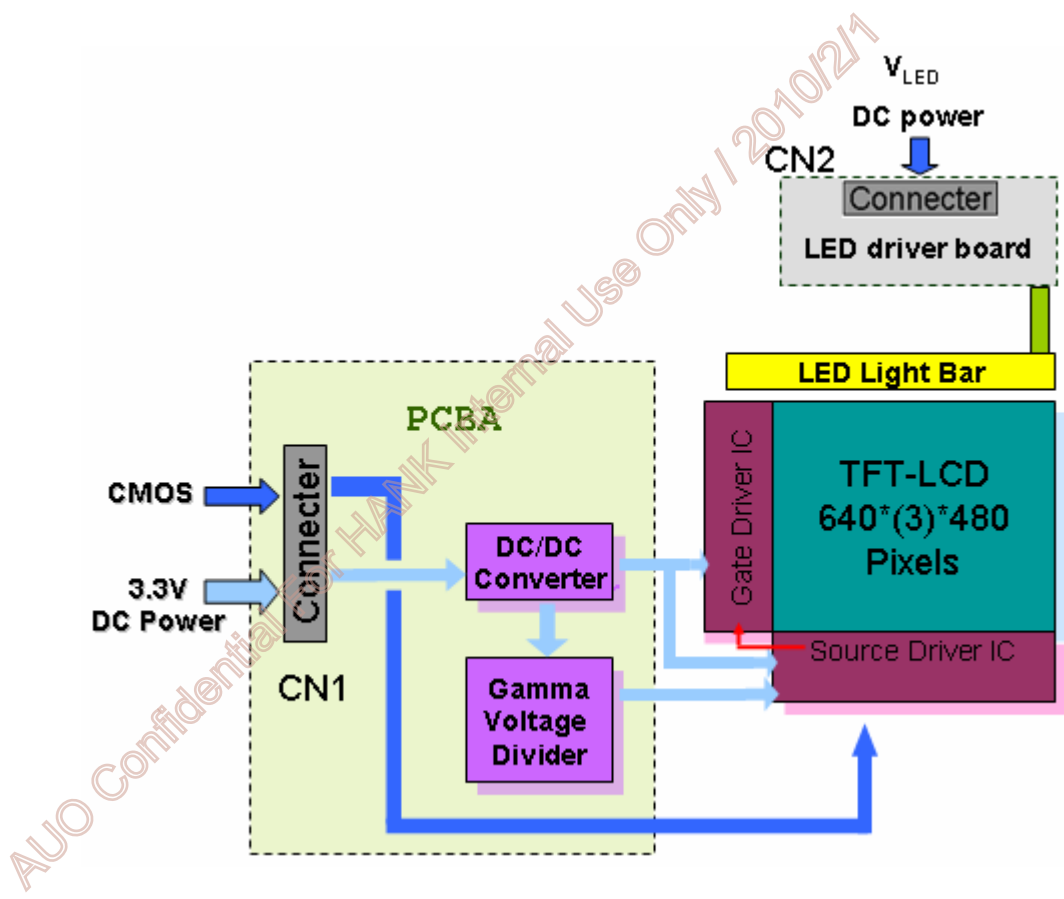 V_LED
DC power
CN2
Connecter
LED driver board
LED Light Bar
PCBA
CMOS
3.3V
DC Power
Connecter
CN1
DC/DC
Converter
Gamma
Voltage
Divider
Gate Driver IC
TFT-LCD
640*(3)*480
Pixels
Source Driver IC
AUO Confidential For HANK Internal Use Only / 2010/2/1